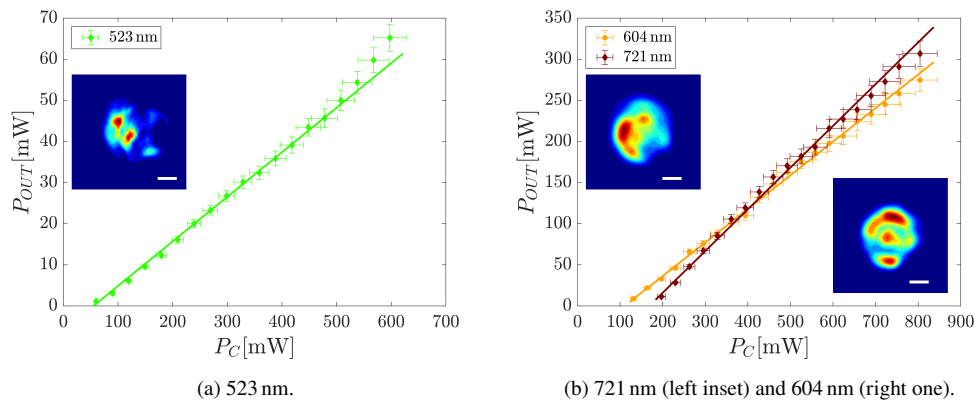 70
60
50
40
30
20
10
0
P_OUT [mW]
523 nm
0 100 200 300 400 500 600 700
P_C [mW]
(a) 523 nm.
350
300
250
200
150
100
50
0
P_OUT [mW]
604 nm
721 nm
0 100 200 300 400 500 600 700 800 900
P_C [mW]
(b) 721 nm (left inset) and 604 nm (right one).